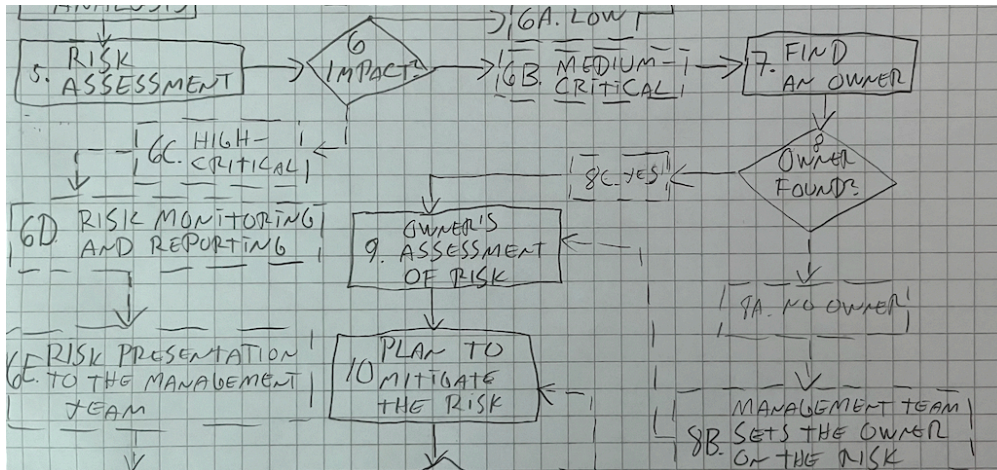 ANALYSIS
5. RISK
ASSESSMENT
6
IMPACT?
6A. LOW
6B. MEDIUM-
CRITICAL
7. FIND
AN OWNER
6C. HIGH-
CRITICAL
8
OWNER
FOUND?
8C. YES
6D. RISK MONITORING
AND REPORTING
9. OWNER'S
ASSESSMENT
OF RISK
8A. NO OWNER
6E. RISK PRESENTATION
TO THE MANAGEMENT
TEAM
10 PLAN TO
MITIGATE
THE RISK
8B. MANAGEMENT TEAM
SETS THE OWNER
ON THE RISK